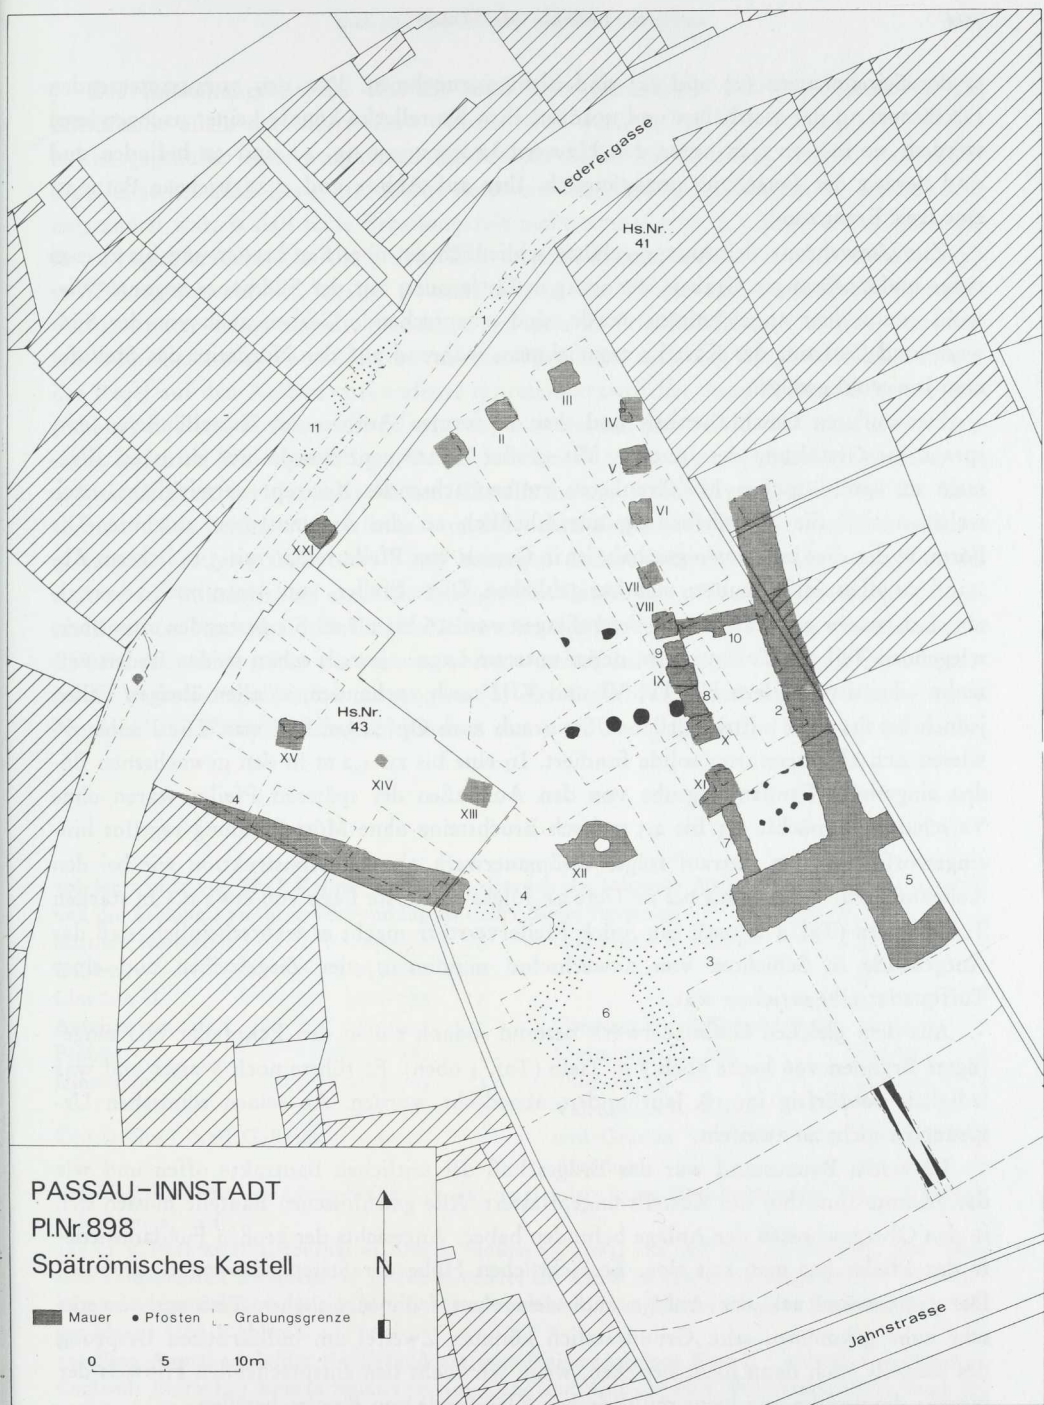 Ledererգasse
Hs.Nr.
41
1
III
II
IV
I
11
V
VI
XXI
VII
VIII
10
9
IX
Hs.Nr.
43
8
2
X
XV
XIV
XI
XIII
4
7
XII
5
4
3
6
PASSAU-INNSTADT
Pl.Nr.898
Spätrömisches Kastell
N
Mauer
Pfosten
Grabungsgrenze
0 5 10m
Jahnstrasse